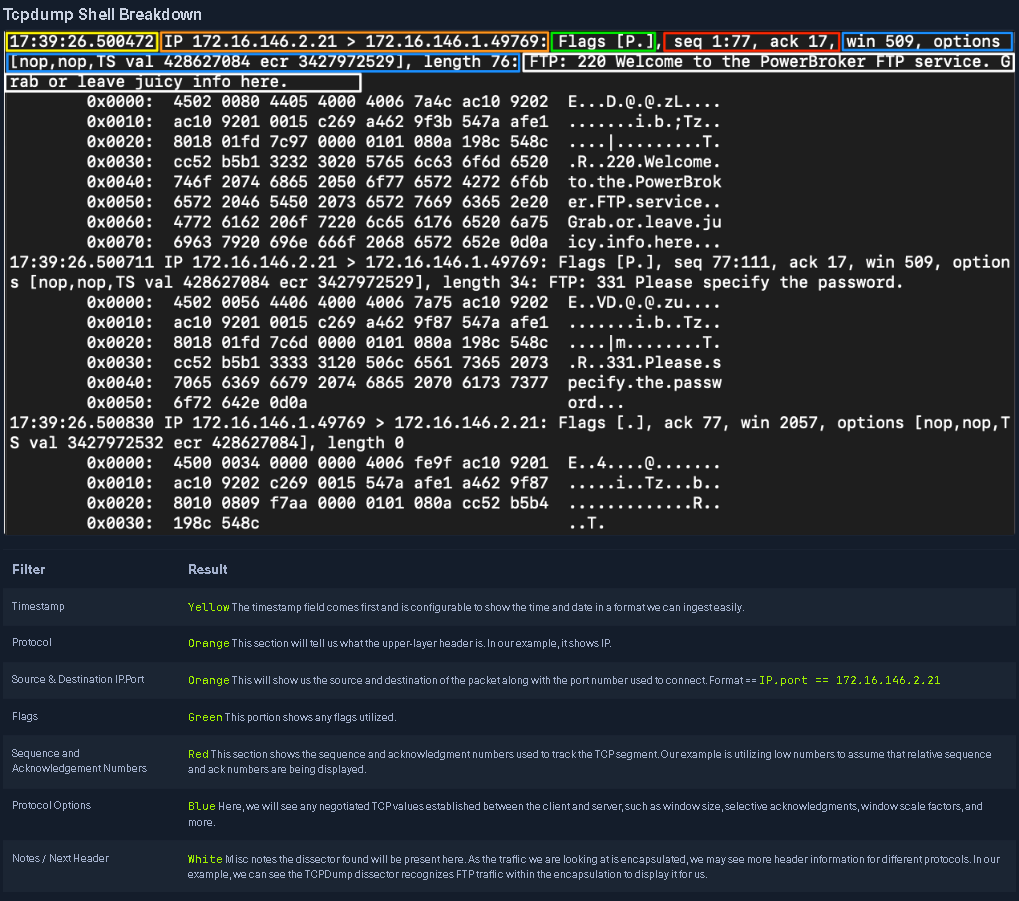 Tcpdump Shell Breakdown
17:39:26.500472 IP 172.16.146.2.21 > 172.16.146.1.49769: Flags [P.], seq 1:77, ack 17, win 509, options
[nop,nop,TS val 428627084 ecr 3427972529], length 76: FTP: 220 Welcome to the PowerBroker FTP service. G
rab or leave juicy info here.
0x0000: 4502 0080 4405 4000 4006 7a4c ac10 9202 E...D.@.@.zL....
0x0010: ac10 9201 0015 c269 a462 9f3b 547a afe1 .......i.b.;Tz..
0x0020: 8018 01fd 7c97 0000 0101 080a 198c 548c ....|.........T.
0x0030: cc52 b5b1 3232 3020 5765 6c63 6f6d 6520 .R..220.Welcome.
0x0040: 746f 2074 6865 2050 6f77 6572 4272 6f6b to.the.PowerBrok
0x0050: 6572 2046 5450 2073 6572 7669 6365 2e20 er.FTP.service..
0x0060: 4772 6162 206f 7220 6c65 6176 6520 6a75 Grab.or.leave.ju
0x0070: 6963 7920 696e 666f 2068 6572 652e 0d0a icy.info.here...
17:39:26.500711 IP 172.16.146.2.21 > 172.16.146.1.49769: Flags [P.], seq 77:111, ack 17, win 509, option
s [nop,nop,TS val 428627084 ecr 3427972529], length 34: FTP: 331 Please specify the password.
0x0000: 4502 0056 4406 4000 4006 7a75 ac10 9202 E..VD.@.@.zu....
0x0010: ac10 9201 0015 c269 a462 9f87 547a afe1 .......i.b..Tz..
0x0020: 8018 01fd 7c6d 0000 0101 080a 198c 548c ....|m........T.
0x0030: cc52 b5b1 3333 3120 506c 6561 7365 2073 .R..331.Please.s
0x0040: 7065 6369 6679 2074 6865 2070 6173 7377 pecify.the.passw
0x0050: 6f72 642e 0d0a ord...
17:39:26.500830 IP 172.16.146.1.49769 > 172.16.146.2.21: Flags [.], ack 77, win 2057, options [nop,nop,T
S val 3427972532 ecr 428627084], length 0
0x0000: 4500 0034 0000 0000 4006 fe9f ac10 9201 E..4....@.......
0x0010: ac10 9202 c269 0015 547a afe1 a462 9f87 .....i..Tz...b..
0x0020: 8010 0809 f7aa 0000 0101 080a cc52 b5b4 .............R..
0x0030: 198c 548c ..T.
Filter Result
Timestamp Yellow The timestamp field comes first and is configurable to show the time and date in a format we can ingest easily.
Protocol Orange This section will tell us what the upper-layer header is. In our example, it shows IP.
Source & Destination IP.Port Orange This will show us the source and destination of the packet along with the port number used to connect. Format == IP.port == 172.16.146.2.21
Flags Green This portion shows any flags utilized.
Sequence and Acknowledgement Numbers Red This section shows the sequence and acknowledgment numbers used to track the TCP segment. Our example is utilizing low numbers to assume that relative sequence
and ack numbers are being displayed.
Protocol Options Blue Here, we will see any negotiated TCP values established between the client and server, such as window size, selective acknowledgments, window scale factors, and
more.
Notes / Next Header White Misc notes the dissector found will be present here. As the traffic we are looking at is encapsulated, we may see more header information for different protocols. In our
example, we can see the TCPDump dissector recognizes FTP traffic within the encapsulation to display it for us.